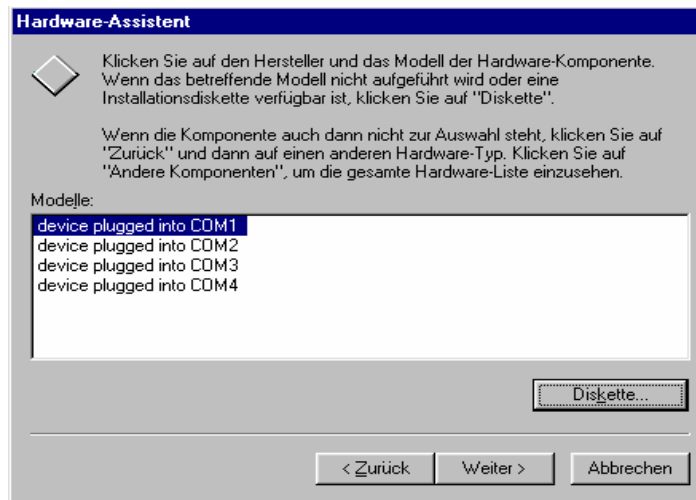 Hardware-Assistent
Klicken Sie auf den Hersteller und das Modell der Hardware-Komponente.
Wenn das betreffende Modell nicht aufgeführt wird oder eine
Installationsdiskette verfügbar ist, klicken Sie auf "Diskette".
Wenn die Komponente auch dann nicht zur Auswahl steht, klicken Sie auf
"Zurück" und dann auf einen anderen Hardware-Typ. Klicken Sie auf
"Andere Komponenten", um die gesamte Hardware-Liste einzusehen.
Modelle:
device plugged into COM1
device plugged into COM2
device plugged into COM3
device plugged into COM4
Diskette...
< Zurück
Weiter >
Abbrechen